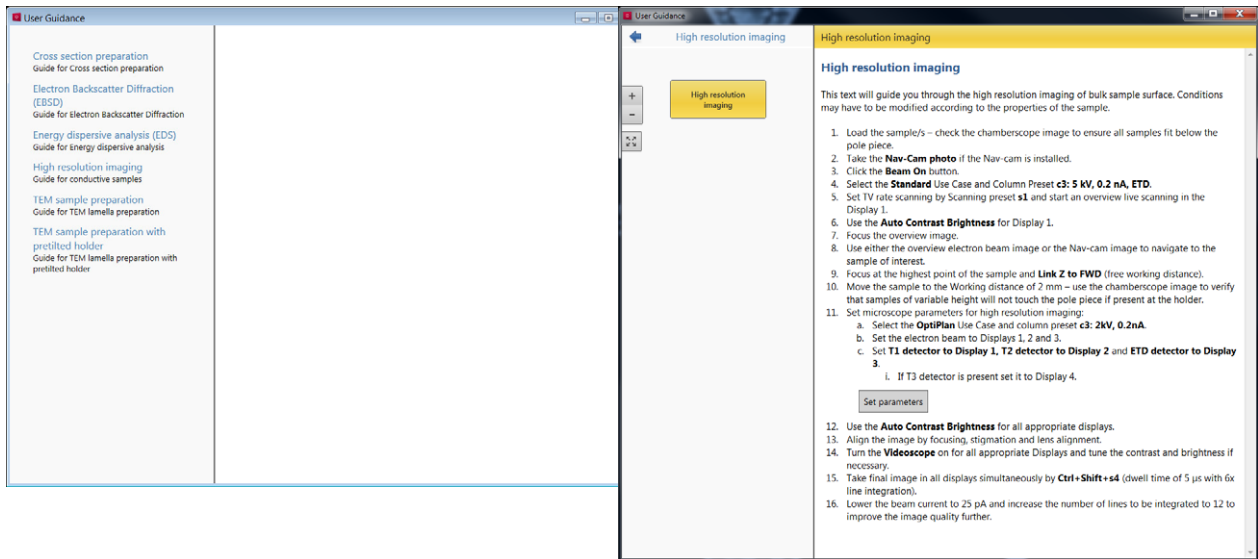 User Guidance
Cross section preparation
Guide for Cross section preparation
Electron Backscatter Diffraction
(EBSD)
Guide for Electron Backscatter Diffraction
Energy dispersive analysis (EDS)
Guide for Energy dispersive analysis
High resolution imaging
Guide for conductive samples
TEM sample preparation
Guide for TEM lamella preparation
TEM sample preparation with
pretilted holder
Guide for TEM lamella preparation with
pretilted holder
User Guidance
High resolution imaging
+
−
High resolution
imaging
High resolution imaging
High resolution imaging
This text will guide you through the high resolution imaging of bulk sample surface. Conditions
may have to be modified according to the properties of the sample.
1. Load the sample/s – check the chamberscope image to ensure all samples fit below the
pole piece.
2. Take the Nav-Cam photo if the Nav-cam is installed.
3. Click the Beam On button.
4. Select the Standard Use Case and Column Preset c3: 5 kV, 0.2 nA, ETD.
5. Set TV rate scanning by Scanning preset s1 and start an overview live scanning in the
Display 1.
6. Use the Auto Contrast Brightness for Display 1.
7. Focus the overview image.
8. Use either the overview electron beam image or the Nav-cam image to navigate to the
sample of interest.
9. Focus at the highest point of the sample and Link Z to FWD (free working distance).
10. Move the sample to the Working distance of 2 mm – use the chamberscope image to verify
that samples of variable height will not touch the pole piece if present at the holder.
11. Set microscope parameters for high resolution imaging:
a. Select the OptiPlan Use Case and column preset c3: 2kV, 0.2nA.
b. Set the electron beam to Displays 1, 2 and 3.
c. Set T1 detector to Display 1, T2 detector to Display 2 and ETD detector to Display
3.
i. If T3 detector is present set it to Display 4.
Set parameters
12. Use the Auto Contrast Brightness for all appropriate displays.
13. Align the image by focusing, stigmation and lens alignment.
14. Turn the Videoscope on for all appropriate Displays and tune the contrast and brightness if
necessary.
15. Take final image in all displays simultaneously by Ctrl+Shift+s4 (dwell time of 5 µs with 6x
line integration).
16. Lower the beam current to 25 pA and increase the number of lines to be integrated to 12 to
improve the image quality further.